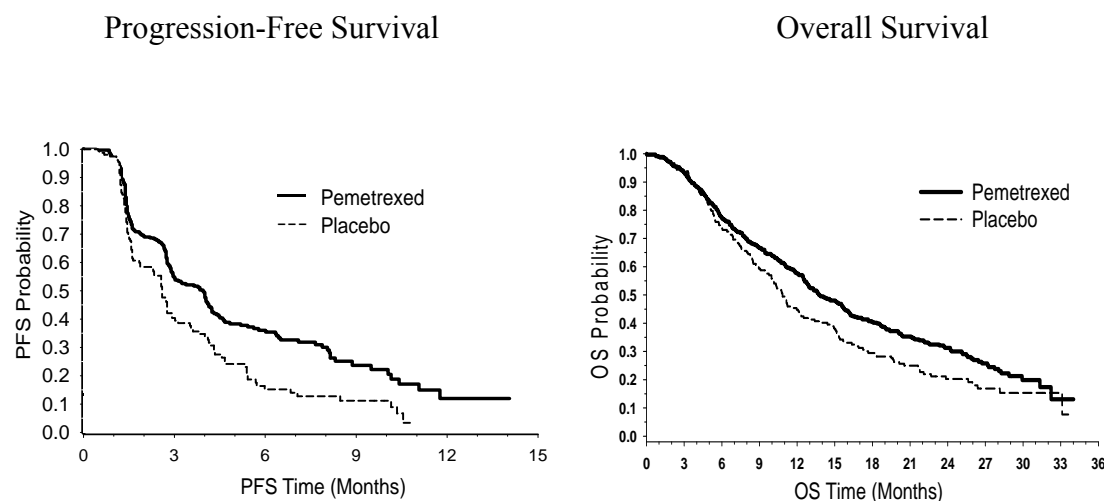 Progression-Free Survival
PFS Probability
1.0
0.9
0.8
0.7
0.6
0.5
0.4
0.3
0.2
0.1
0.0
Pemetrexed
Placebo
0 3 6 9 12 15
PFS Time (Months)
Overall Survival
OS Probability
1.0
0.9
0.8
0.7
0.6
0.5
0.4
0.3
0.2
0.1
0.0
Pemetrexed
Placebo
0 3 6 9 12 15 18 21 24 27 30 33 36
OS Time (Months)